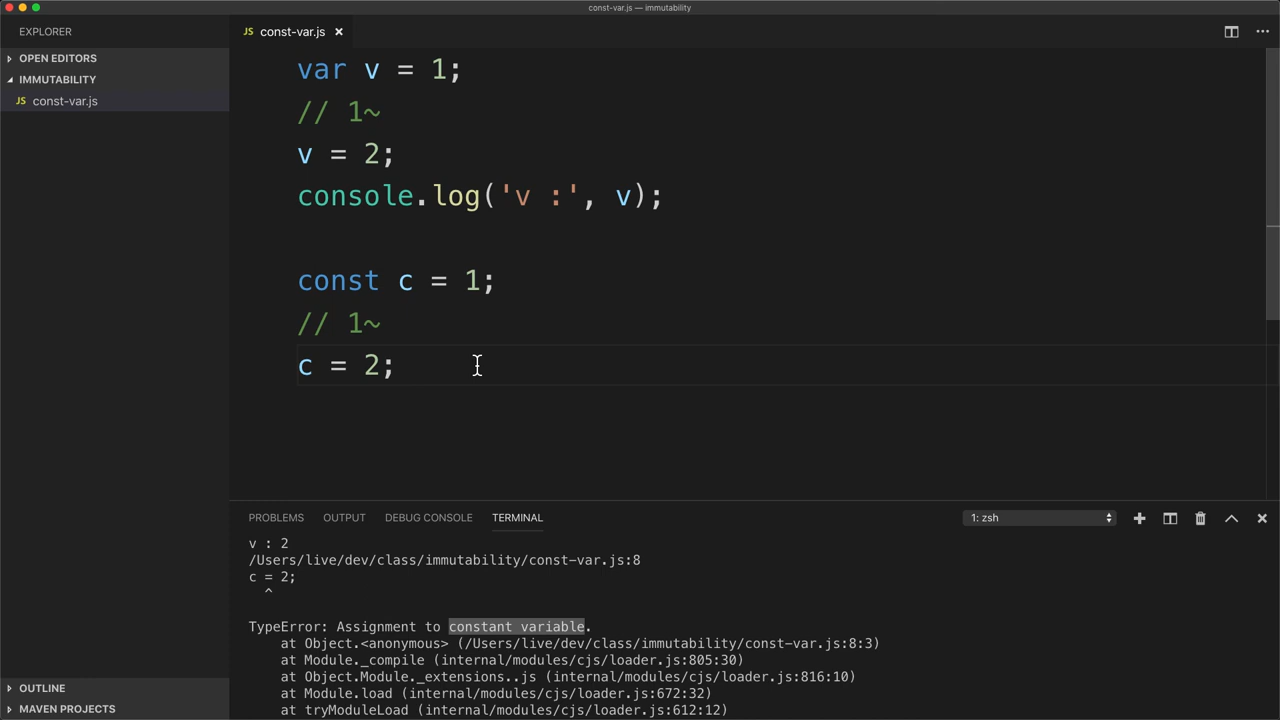 const-var.js — immutability
EXPLORER
OPEN EDITORS
IMMUTABILITY
JS const-var.js
OUTLINE
MAVEN PROJECTS
JS const-var.js
var v = 1;
// 1~
v = 2;
console.log('v :', v);
const c = 1;
// 1~
c = 2;
PROBLEMS OUTPUT DEBUG CONSOLE TERMINAL 1: zsh
v : 2
/Users/live/dev/class/immutability/const-var.js:8
c = 2;
^
TypeError: Assignment to constant variable.
at Object.<anonymous> (/Users/live/dev/class/immutability/const-var.js:8:3)
at Module._compile (internal/modules/cjs/loader.js:805:30)
at Object.Module._extensions..js (internal/modules/cjs/loader.js:816:10)
at Module.load (internal/modules/cjs/loader.js:672:32)
at tryModuleLoad (internal/modules/cjs/loader.js:612:12)